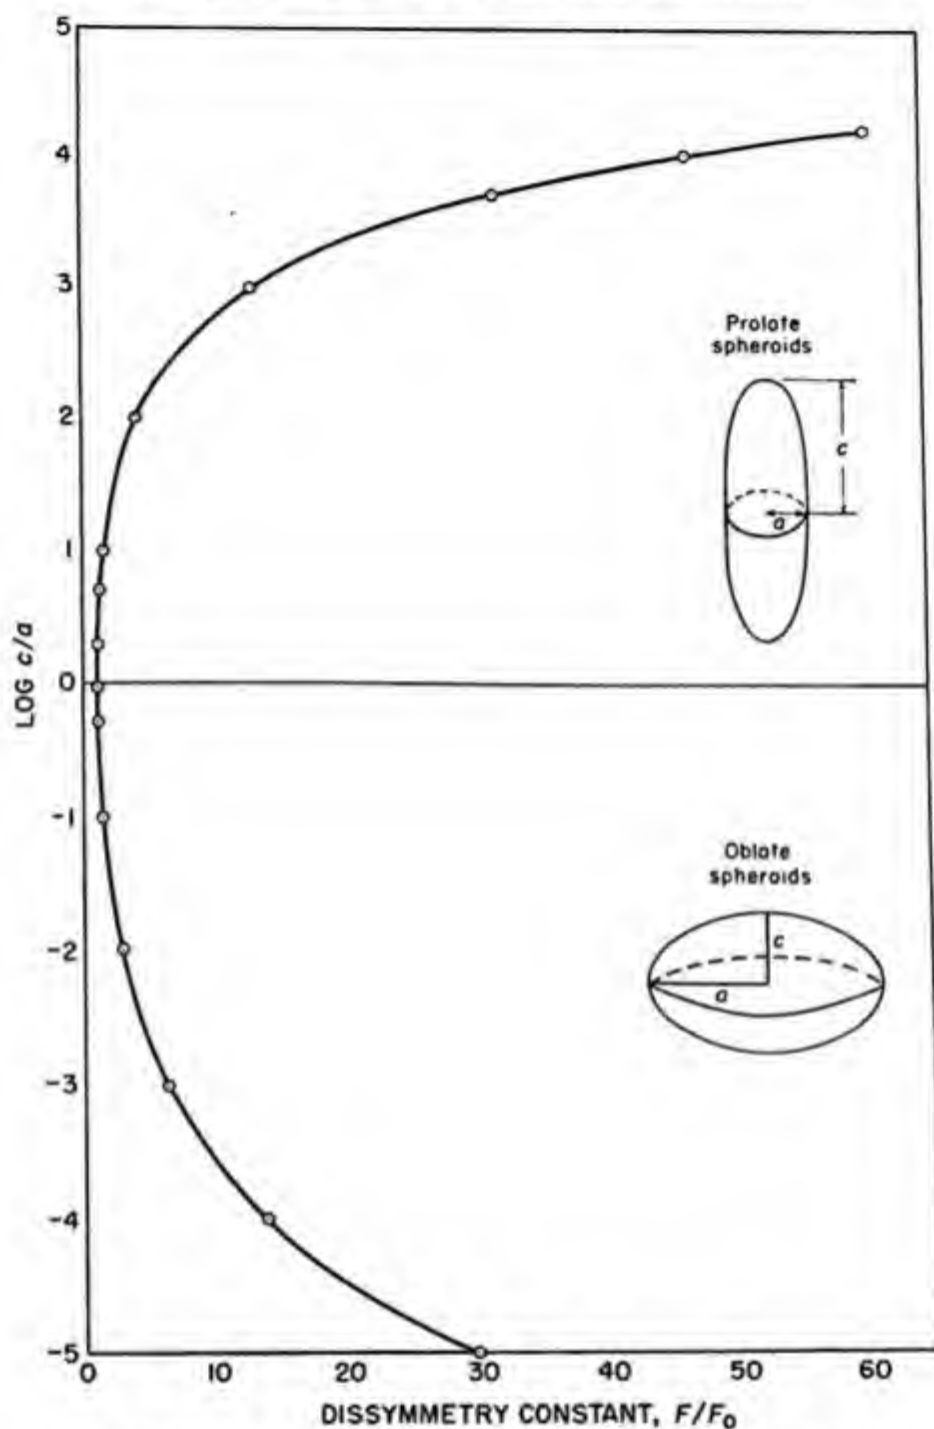 5
4
3
2
1
0
-1
-2
-3
-4
-5
LOG c/a
Prolate
spheroids
c
a
Oblate
spheroids
c
a
0 10 20 30 40 50 60
DISSYMMETRY CONSTANT, F/F₀